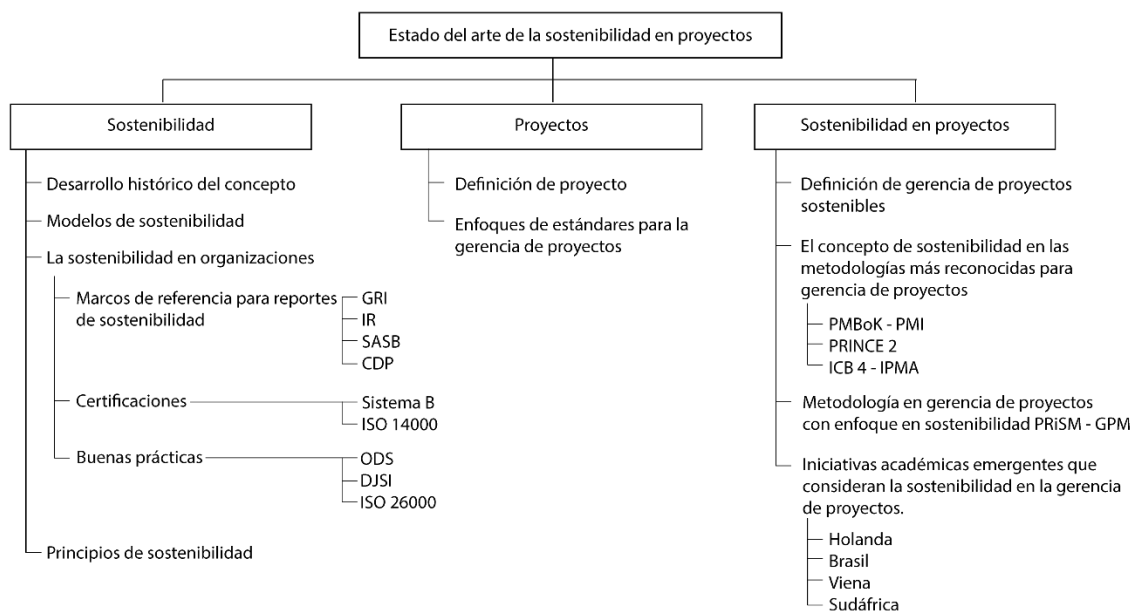 Estado del arte de la sostenibilidad en proyectos
Sostenibilidad
Desarrollo histórico del concepto
Modelos de sostenibilidad
La sostenibilidad en organizaciones
Marcos de referencia para reportes
de sostenibilidad
GRI
IR
SASB
CDP
Certificaciones
Sistema B
ISO 14000
Buenas prácticas
ODS
DJSI
ISO 26000
Principios de sostenibilidad
Proyectos
Definición de proyecto
Enfoques de estándares para la
gerencia de proyectos
Sostenibilidad en proyectos
Definición de gerencia de proyectos
sostenibles
El concepto de sostenibilidad en las
metodologías más reconocidas para
gerencia de proyectos
PMBoK - PMI
PRINCE 2
ICB 4 - IPMA
Metodología en gerencia de proyectos
con enfoque en sostenibilidad PRiSM - GPM
Iniciativas académicas emergentes que
consideran la sostenibilidad en la gerencia
de proyectos.
Holanda
Brasil
Viena
Sudáfrica